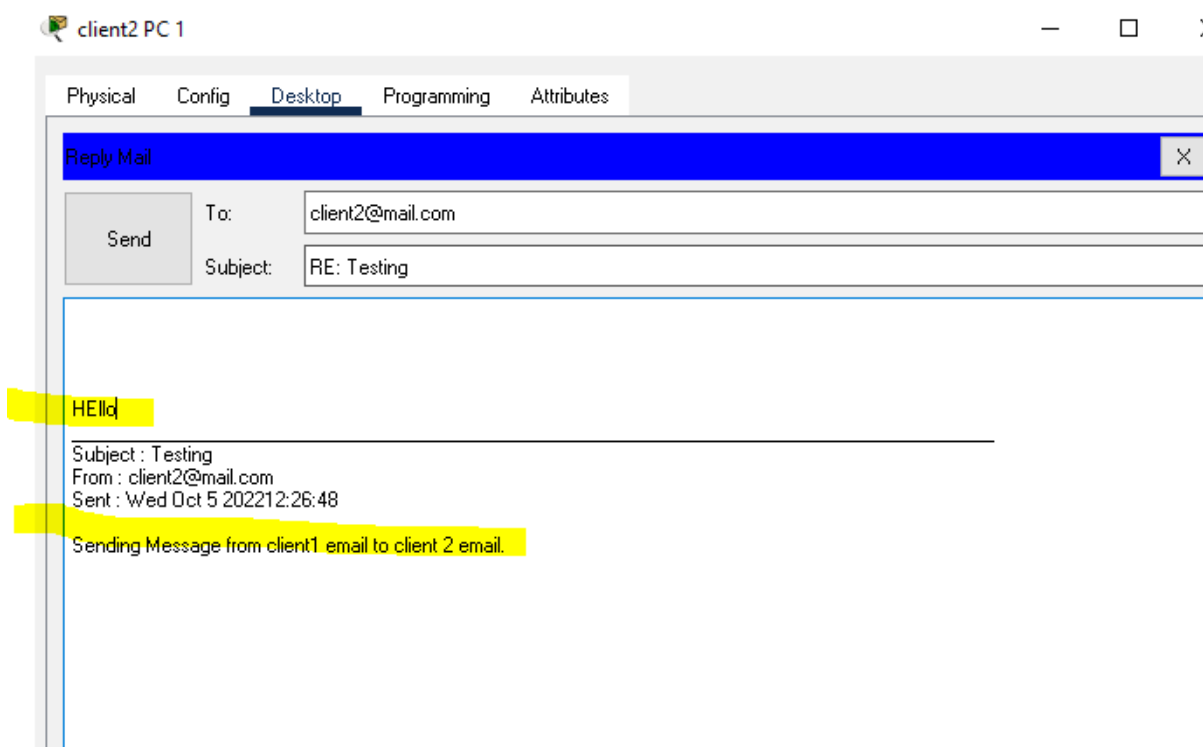 client2 PC 1
Physical Config Desktop Programming Attributes
Reply Mail X
Send
To: client2@mail.com
Subject: RE: Testing
HEllo
Subject : Testing
From : client2@mail.com
Sent : Wed Oct 5 202212:26:48
Sending Message from client1 email to client 2 email.